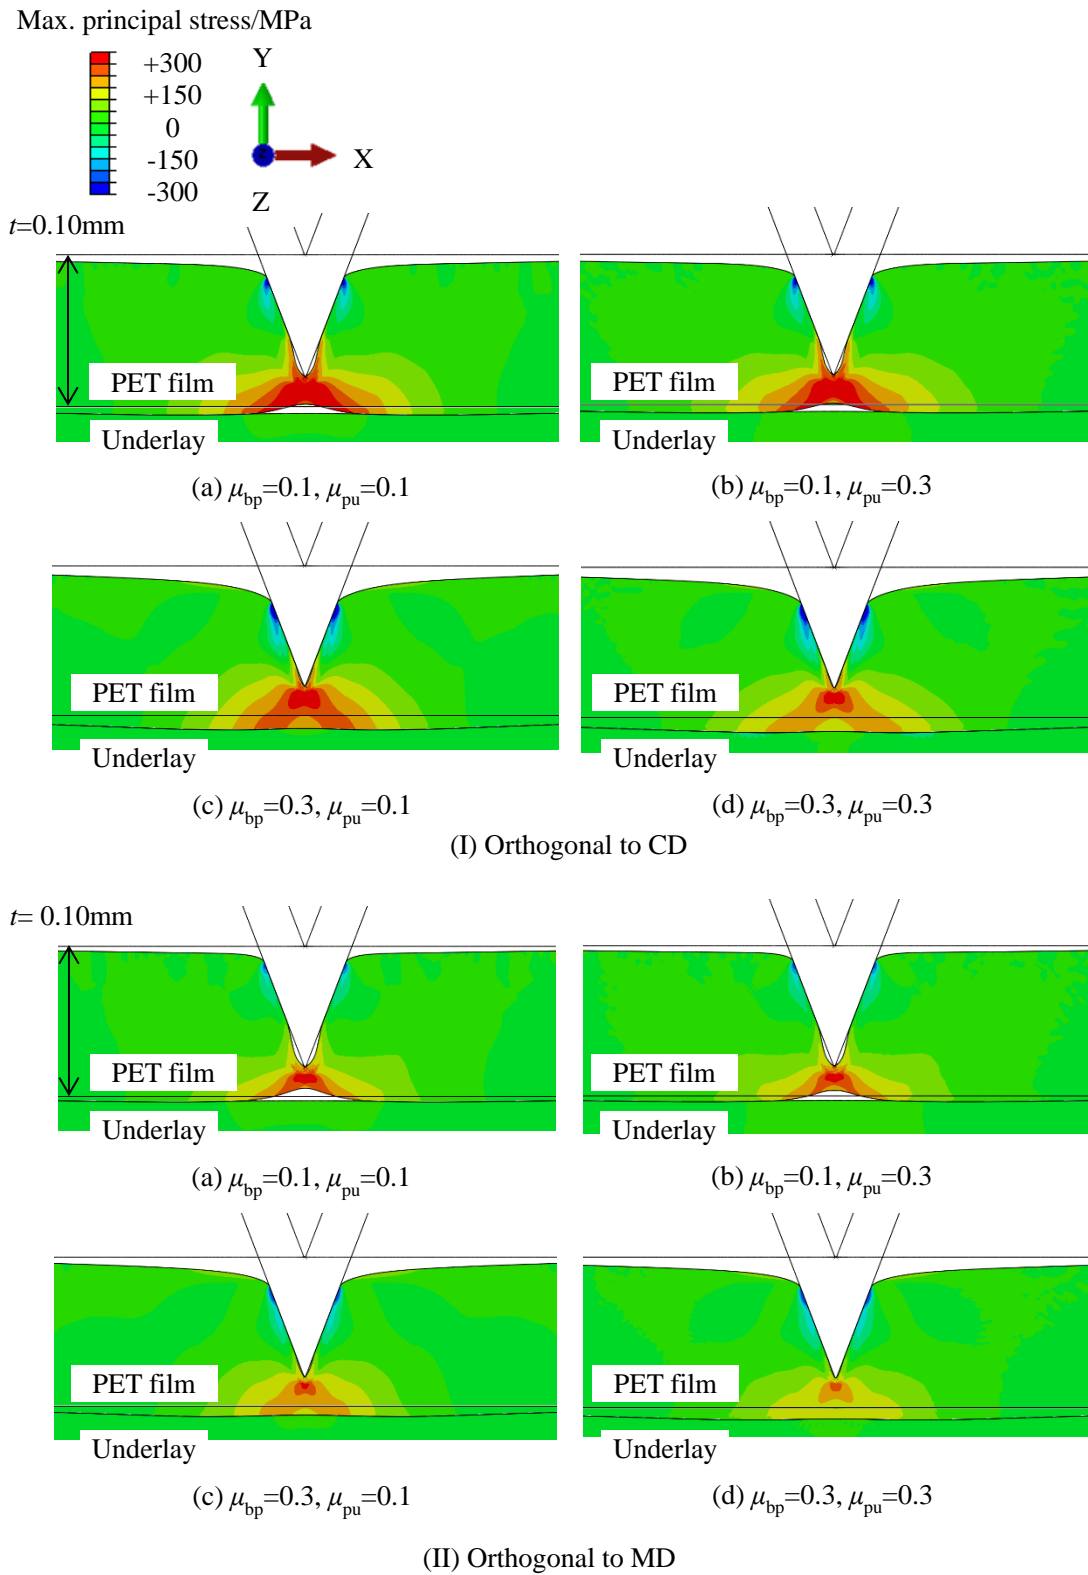 Max. principal stress/MPa
+300
+150
0
-150
-300
Y
X
Z
t=0.10mm
PET film
Underlay
PET film
Underlay
(a) μbp=0.1, μpu=0.1
(b) μbp=0.1, μpu=0.3
PET film
Underlay
PET film
Underlay
(c) μbp=0.3, μpu=0.1
(d) μbp=0.3, μpu=0.3
(I) Orthogonal to CD
t= 0.10mm
PET film
Underlay
PET film
Underlay
(a) μbp=0.1, μpu=0.1
(b) μbp=0.1, μpu=0.3
PET film
Underlay
PET film
Underlay
(c) μbp=0.3, μpu=0.1
(d) μbp=0.3, μpu=0.3
(II) Orthogonal to MD